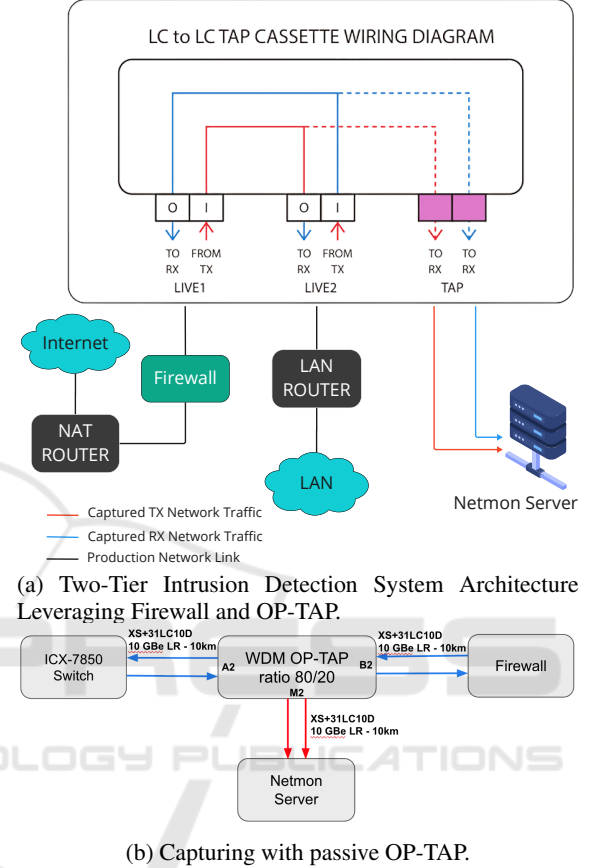 LC to LC TAP CASSETTE WIRING DIAGRAM
O I O I
TO FROM TO FROM TO TO
RX TX RX TX RX RX
LIVE1 LIVE2 TAP
Internet
Firewall
LAN
ROUTER
NAT
ROUTER
LAN
Netmon Server
Captured TX Network Traffic
Captured RX Network Traffic
Production Network Link
(a) Two-Tier Intrusion Detection System Architecture
Leveraging Firewall and OP-TAP.
XS+31LC10D
10 GBe LR - 10km
XS+31LC10D
10 GBe LR - 10km
ICX-7850
Switch
A2
WDM OP-TAP
ratio 80/20
B2
M2
Firewall
XS+31LC10D
10 GBe LR - 10km
Netmon
Server
OLOGY PUBLICATIONS
(b) Capturing with passive OP-TAP.